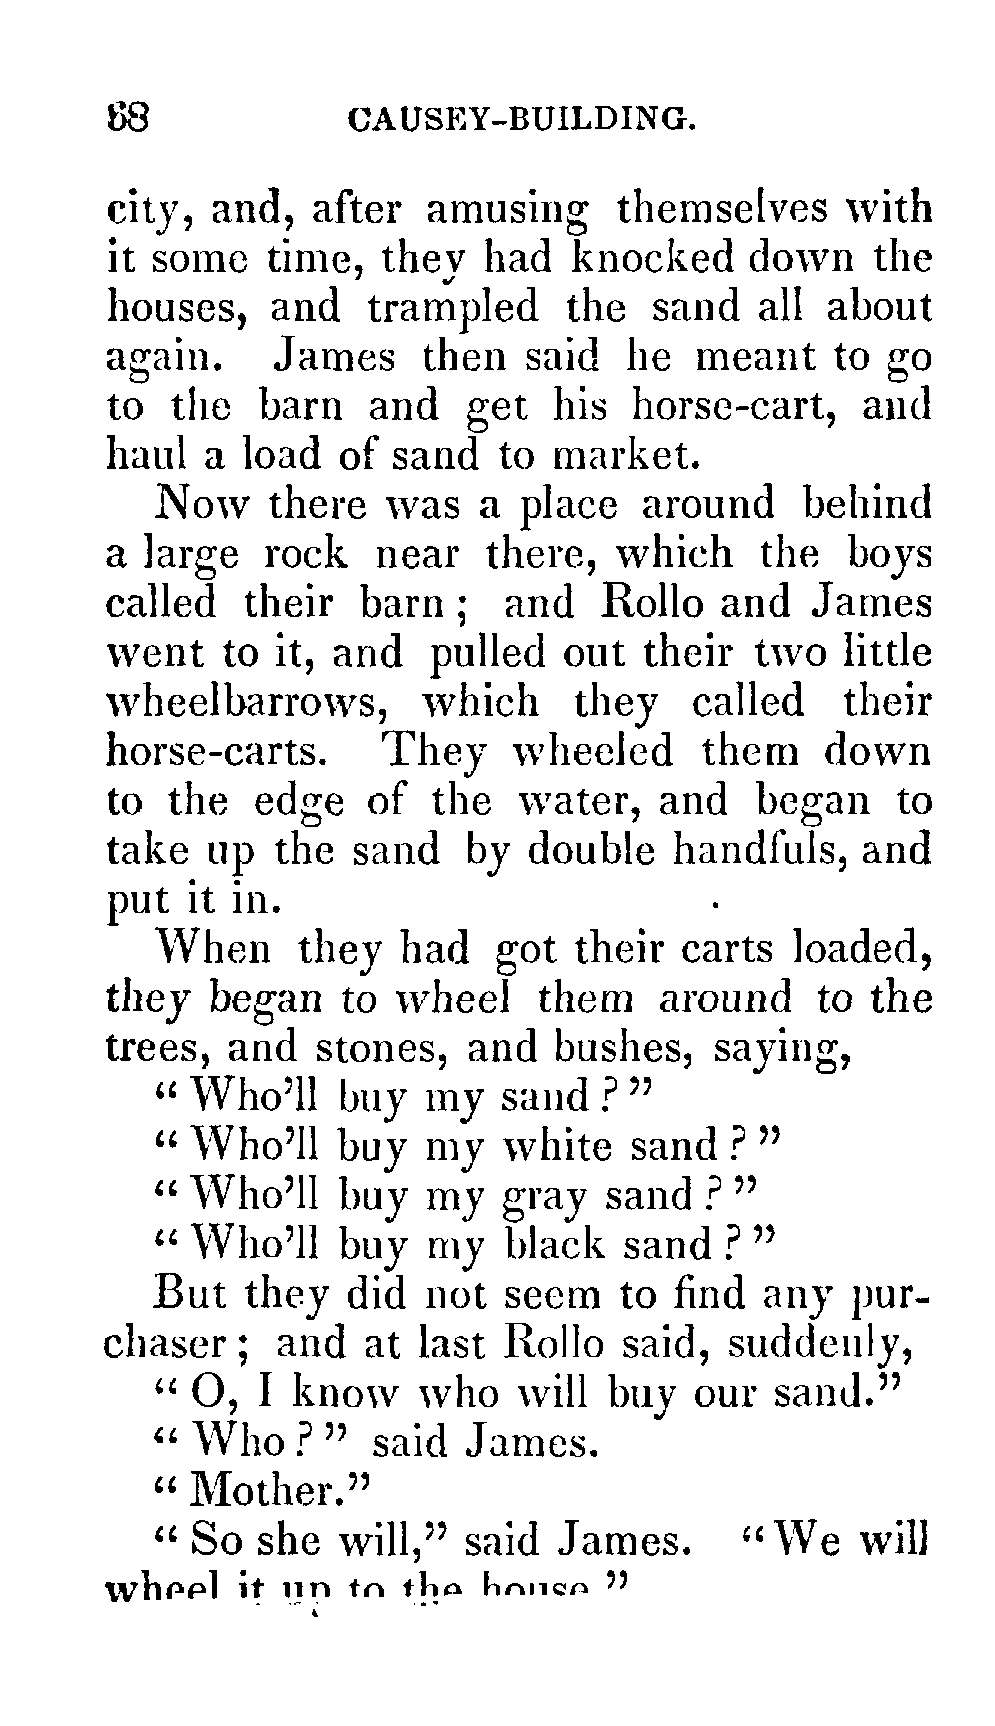 68 CAUSEY-BUILDING.
city, and, after amusing themselves with
it some time, they had knocked down the
houses, and trampled the sand all about
again. James then said he meant to go
to the barn and get his horse-cart, and
haul a load of sand to market.
Now there was a place around behind
a large rock near there, which the boys
called their barn; and Rollo and James
went to it, and pulled out their two little
wheelbarrows, which they called their
horse-carts. They wheeled them down
to the edge of the water, and began to
take up the sand by double handfuls, and
put it in.
When they had got their carts loaded,
they began to wheel them around to the
trees, and stones, and bushes, saying,
“Who’ll buy my sand?”
“Who’ll buy my white sand?”
“Who’ll buy my gray sand?”
“Who’ll buy my black sand?”
But they did not seem to find any pur-
chaser; and at last Rollo said, suddenly,
“O, I know who will buy our sand.”
“Who?” said James.
“Mother.”
“So she will,” said James. “We will
wheel it up to the house”